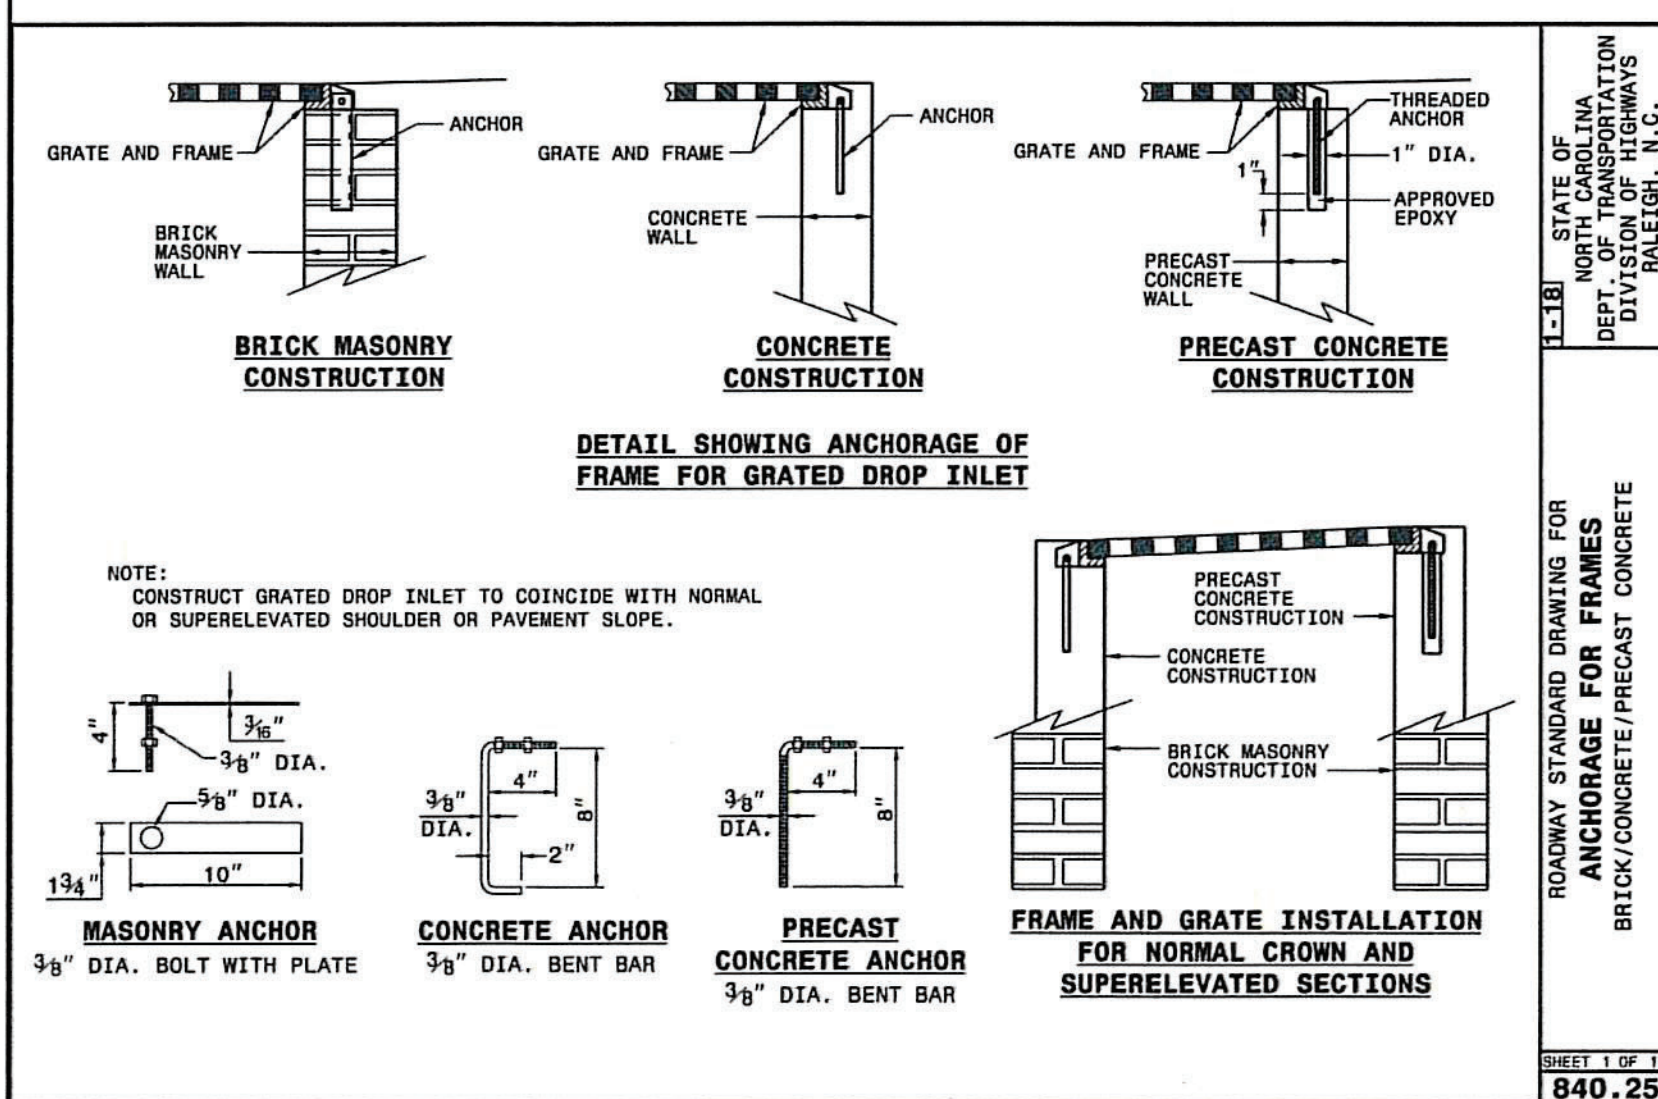 GRATE AND FRAME
ANCHOR
BRICK
MASONRY
WALL
BRICK MASONRY
CONSTRUCTION
GRATE AND FRAME
ANCHOR
CONCRETE
WALL
CONCRETE
CONSTRUCTION
GRATE AND FRAME
THREADED
ANCHOR
1" DIA.
1"
APPROVED
EPOXY
PRECAST
CONCRETE
WALL
PRECAST CONCRETE
CONSTRUCTION
DETAIL SHOWING ANCHORAGE OF
FRAME FOR GRATED DROP INLET
NOTE:
CONSTRUCT GRATED DROP INLET TO COINCIDE WITH NORMAL
OR SUPERELEVATED SHOULDER OR PAVEMENT SLOPE.
4"
3/16"
3/8" DIA.
5/8" DIA.
1 3/4"
10"
MASONRY ANCHOR
3/8" DIA. BOLT WITH PLATE
3/8"
DIA.
4"
8"
2"
CONCRETE ANCHOR
3/8" DIA. BENT BAR
3/8"
DIA.
4"
8"
PRECAST
CONCRETE ANCHOR
3/8" DIA. BENT BAR
PRECAST
CONCRETE
CONSTRUCTION
CONCRETE
CONSTRUCTION
BRICK MASONRY
CONSTRUCTION
FRAME AND GRATE INSTALLATION
FOR NORMAL CROWN AND
SUPERELEVATED SECTIONS
1-18
STATE OF
NORTH CAROLINA
DEPT. OF TRANSPORTATION
DIVISION OF HIGHWAYS
RALEIGH, N.C.
ROADWAY STANDARD DRAWING FOR
ANCHORAGE FOR FRAMES
BRICK/CONCRETE/PRECAST CONCRETE
SHEET 1 OF 1
840.25